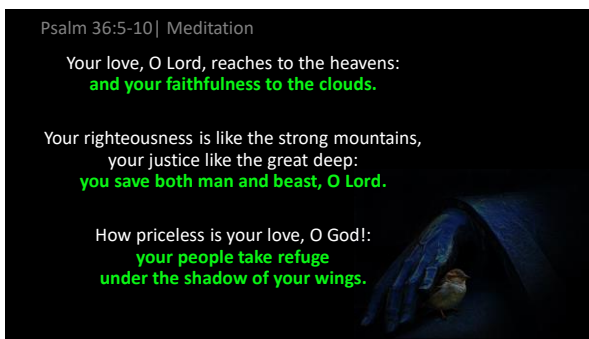 Psalm 36:5-10| Meditation
Your love, O Lord, reaches to the heavens:
and your faithfulness to the clouds.
Your righteousness is like the strong mountains,
your justice like the great deep:
you save both man and beast, O Lord.
How priceless is your love, O God!:
your people take refuge
under the shadow of your wings.